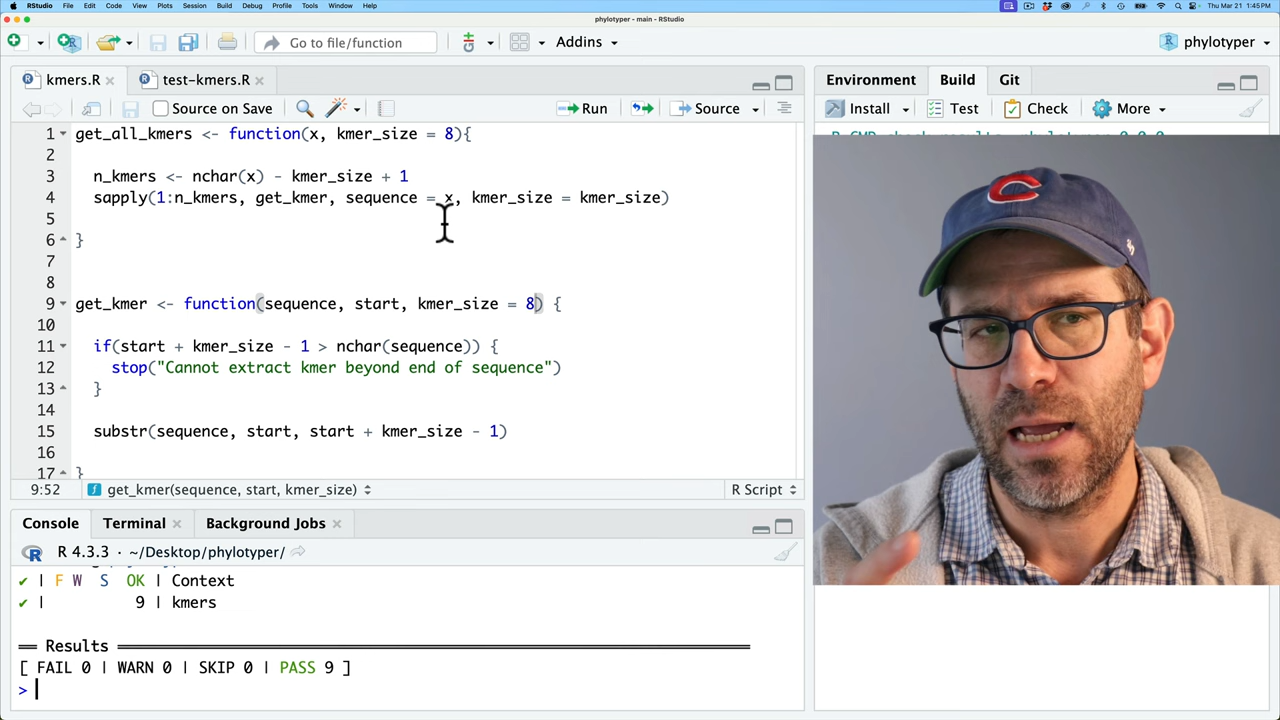 RStudio File Edit Code View Plots Session Build Debug Profile Tools Window Help Thu Mar 21 1:45 PM
phylotyper - main - RStudio
Go to file/function Addins phylotyper
kmers.R test-kmers.R Environment Build Git
Source on Save Run Source Install Test Check More
1 get_all_kmers <- function(x, kmer_size = 8){
2
3 n_kmers <- nchar(x) - kmer_size + 1
4 sapply(1:n_kmers, get_kmer, sequence = x, kmer_size = kmer_size)
5
6 }
7
8
9 get_kmer <- function(sequence, start, kmer_size = 8) {
10
11 if(start + kmer_size - 1 > nchar(sequence)) {
12 stop("Cannot extract kmer beyond end of sequence")
13 }
14
15 substr(sequence, start, start + kmer_size - 1)
16
17 }
9:52 get_kmer(sequence, start, kmer_size) R Script
Console Terminal Background Jobs
R 4.3.3 · ~/Desktop/phylotyper/
✔ | F W S OK | Context
✔ | 9 | kmers
══ Results ══
[ FAIL 0 | WARN 0 | SKIP 0 | PASS 9 ]
>